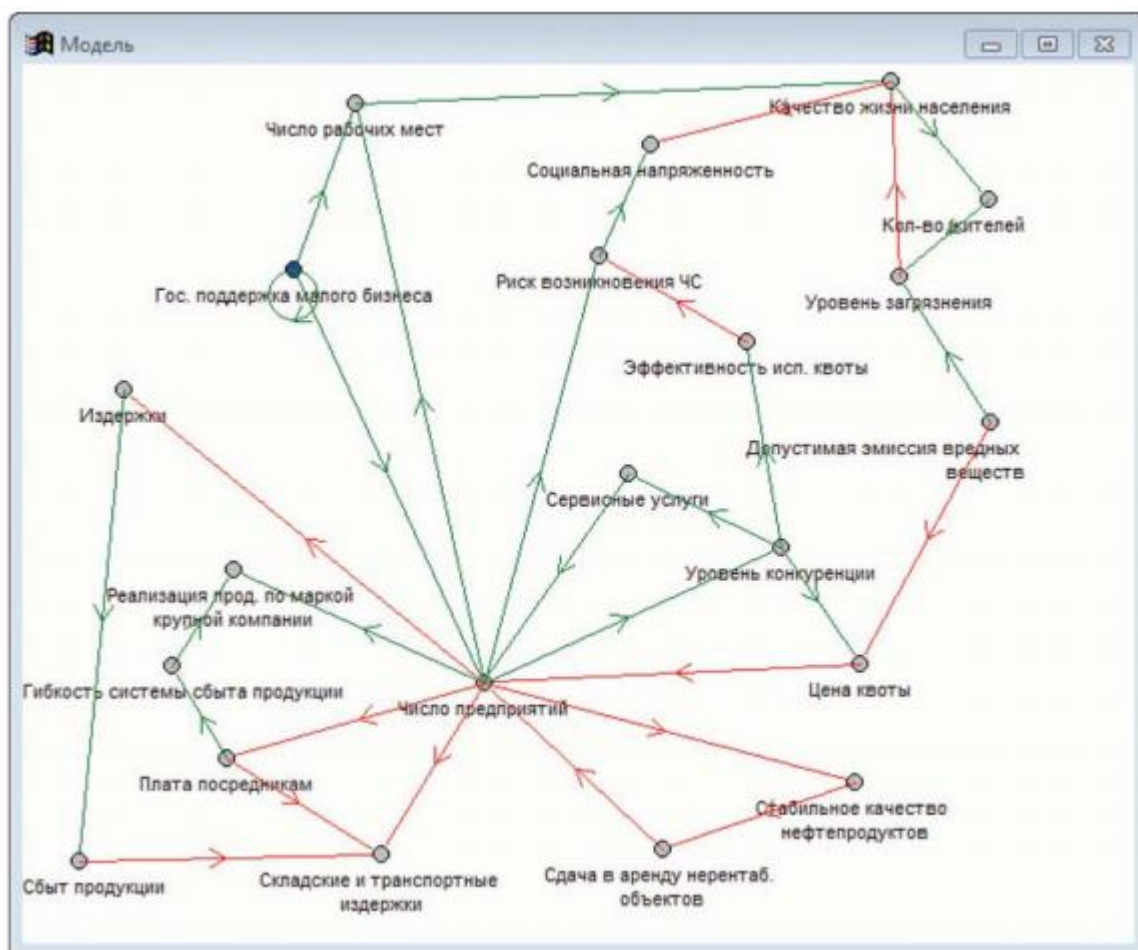 Модель
Качество жизни населения
Число рабочих мест
Социальная напряженность
Кол-во жителей
Риск возникновения ЧС
Гос. поддержка малого бизнеса
Уровень загрязнения
Эффективность исп. квоты
Издержки
Допустимая эмиссия вредных
веществ
Сервисные услуги
Уровень конкуренции
Реализация прод. по маркой
крупной компании
Гибкость системы сбыта продукции
Цена квоты
Число предприятий
Плата посредникам
Стабильное качество
нефтепродуктов
Сбыт продукции
Складские и транспортные
издержки
Сдача в аренду нерентаб.
объектов